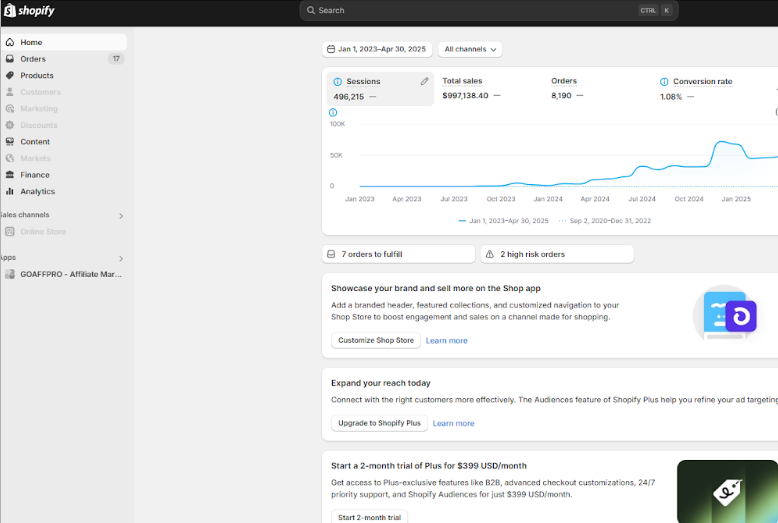 shopify
Search
CTRL K
Home
Orders 17
Products
Customers
Marketing
Discounts
Content
Markets
Finance
Analytics
Sales channels
Online Store
Apps
GOAFFPRO - Affiliate Mar...
Jan 1, 2023–Apr 30, 2025
All channels
Sessions
496,215 —
Total sales
$997,138.40 —
Orders
8,190 —
Conversion rate
1.08% —
100K
50K
0
Jan 2023 Apr 2023 Jul 2023 Oct 2023 Jan 2024 Apr 2024 Jul 2024 Oct 2024 Jan 2025
Jan 1, 2023–Apr 30, 2025 Sep 2, 2020–Dec 31, 2022
7 orders to fulfill
2 high risk orders
Showcase your brand and sell more on the Shop app
Add a branded header, featured collections, and customized navigation to your
Shop Store to boost engagement and sales on a channel made for shopping.
Customize Shop Store Learn more
Expand your reach today
Connect with the right customers more effectively. The Audiences feature of Shopify Plus help you refine your ad targeting
Upgrade to Shopify Plus Learn more
Start a 2-month trial of Plus for $399 USD/month
Get access to Plus-exclusive features like B2B, advanced checkout customizations, 24/7
priority support, and Shopify Audiences for just $399 USD/month.
Start 2-month trial